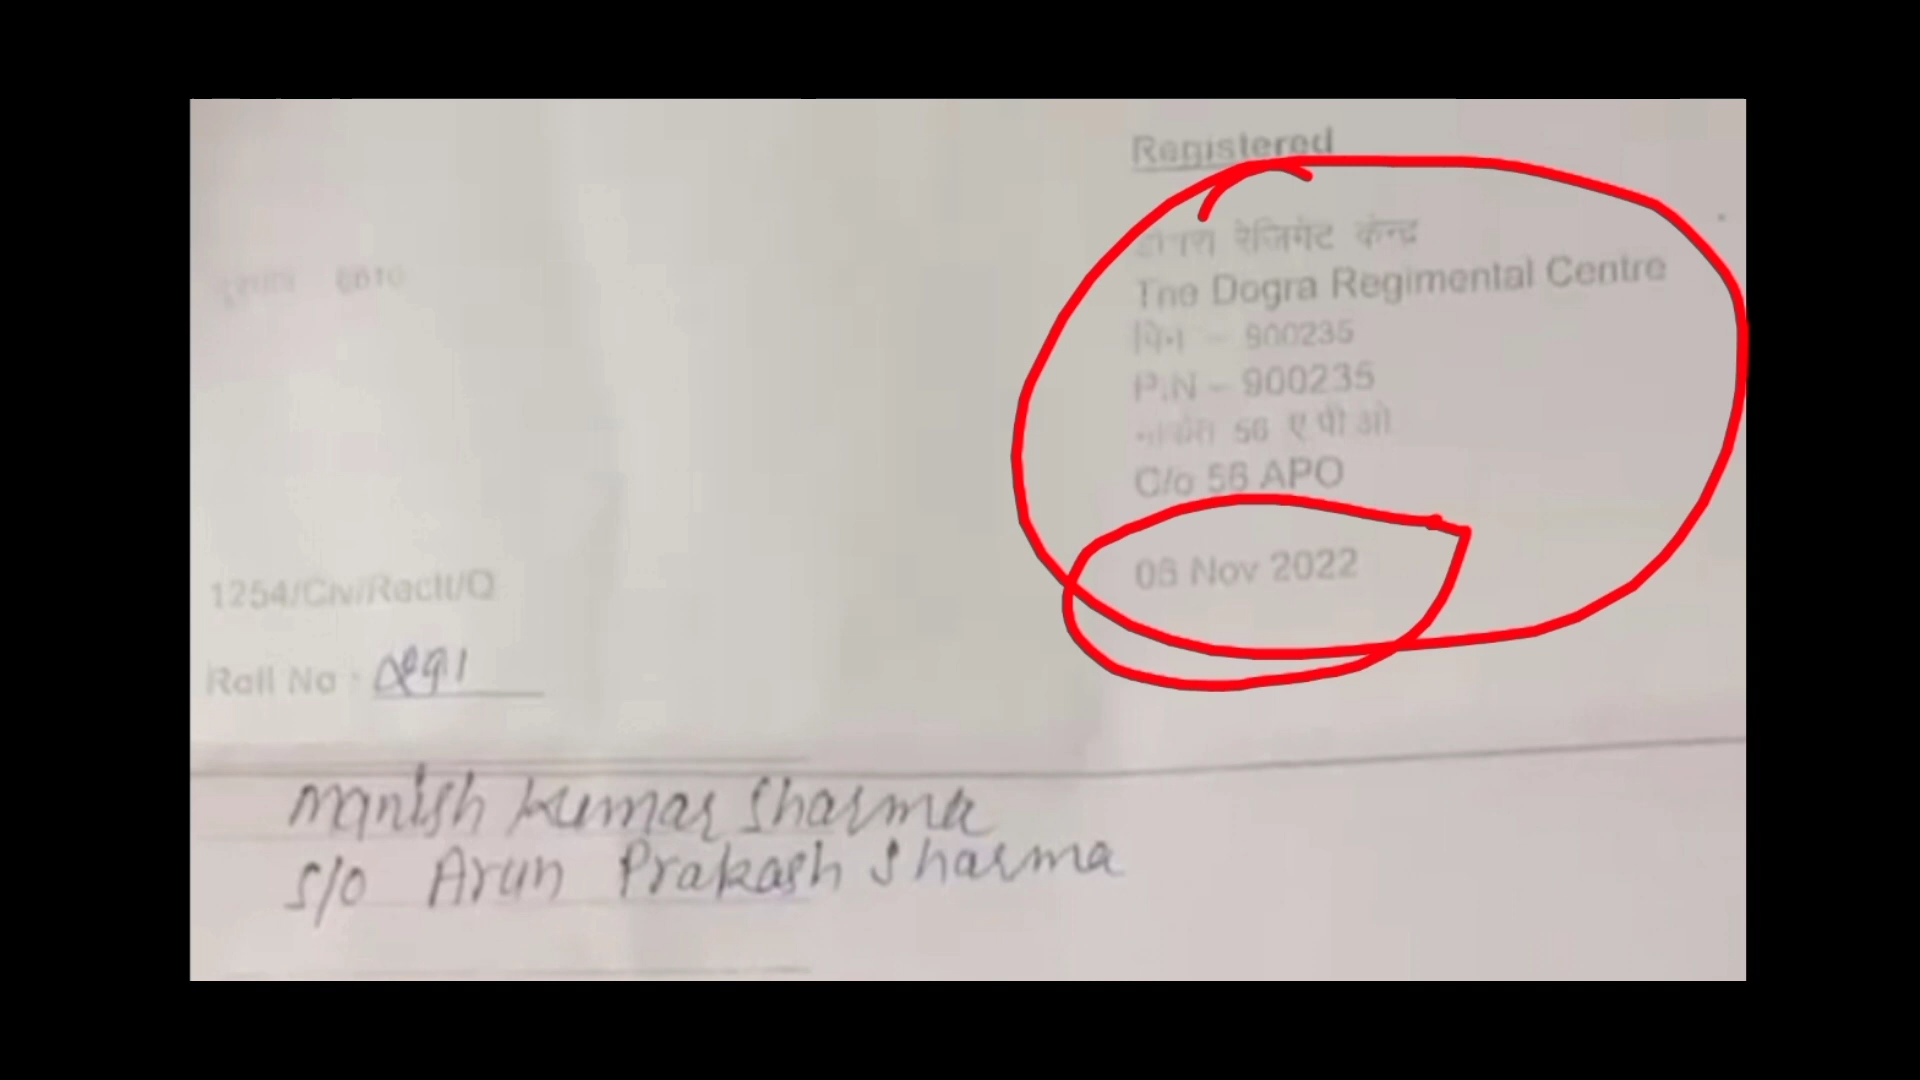 Registered
रेजिमेंट केन्द्र
6610
The Dogra Regimental Centre
पिन - 900235
PIN - 900235
56 ए पी ओ
C/o 56 APO
Nov 2022
1254/Civ/Rectt/Q
Roll No :
Manish Kumar Sharma
S/O Arun Prakash Sharma